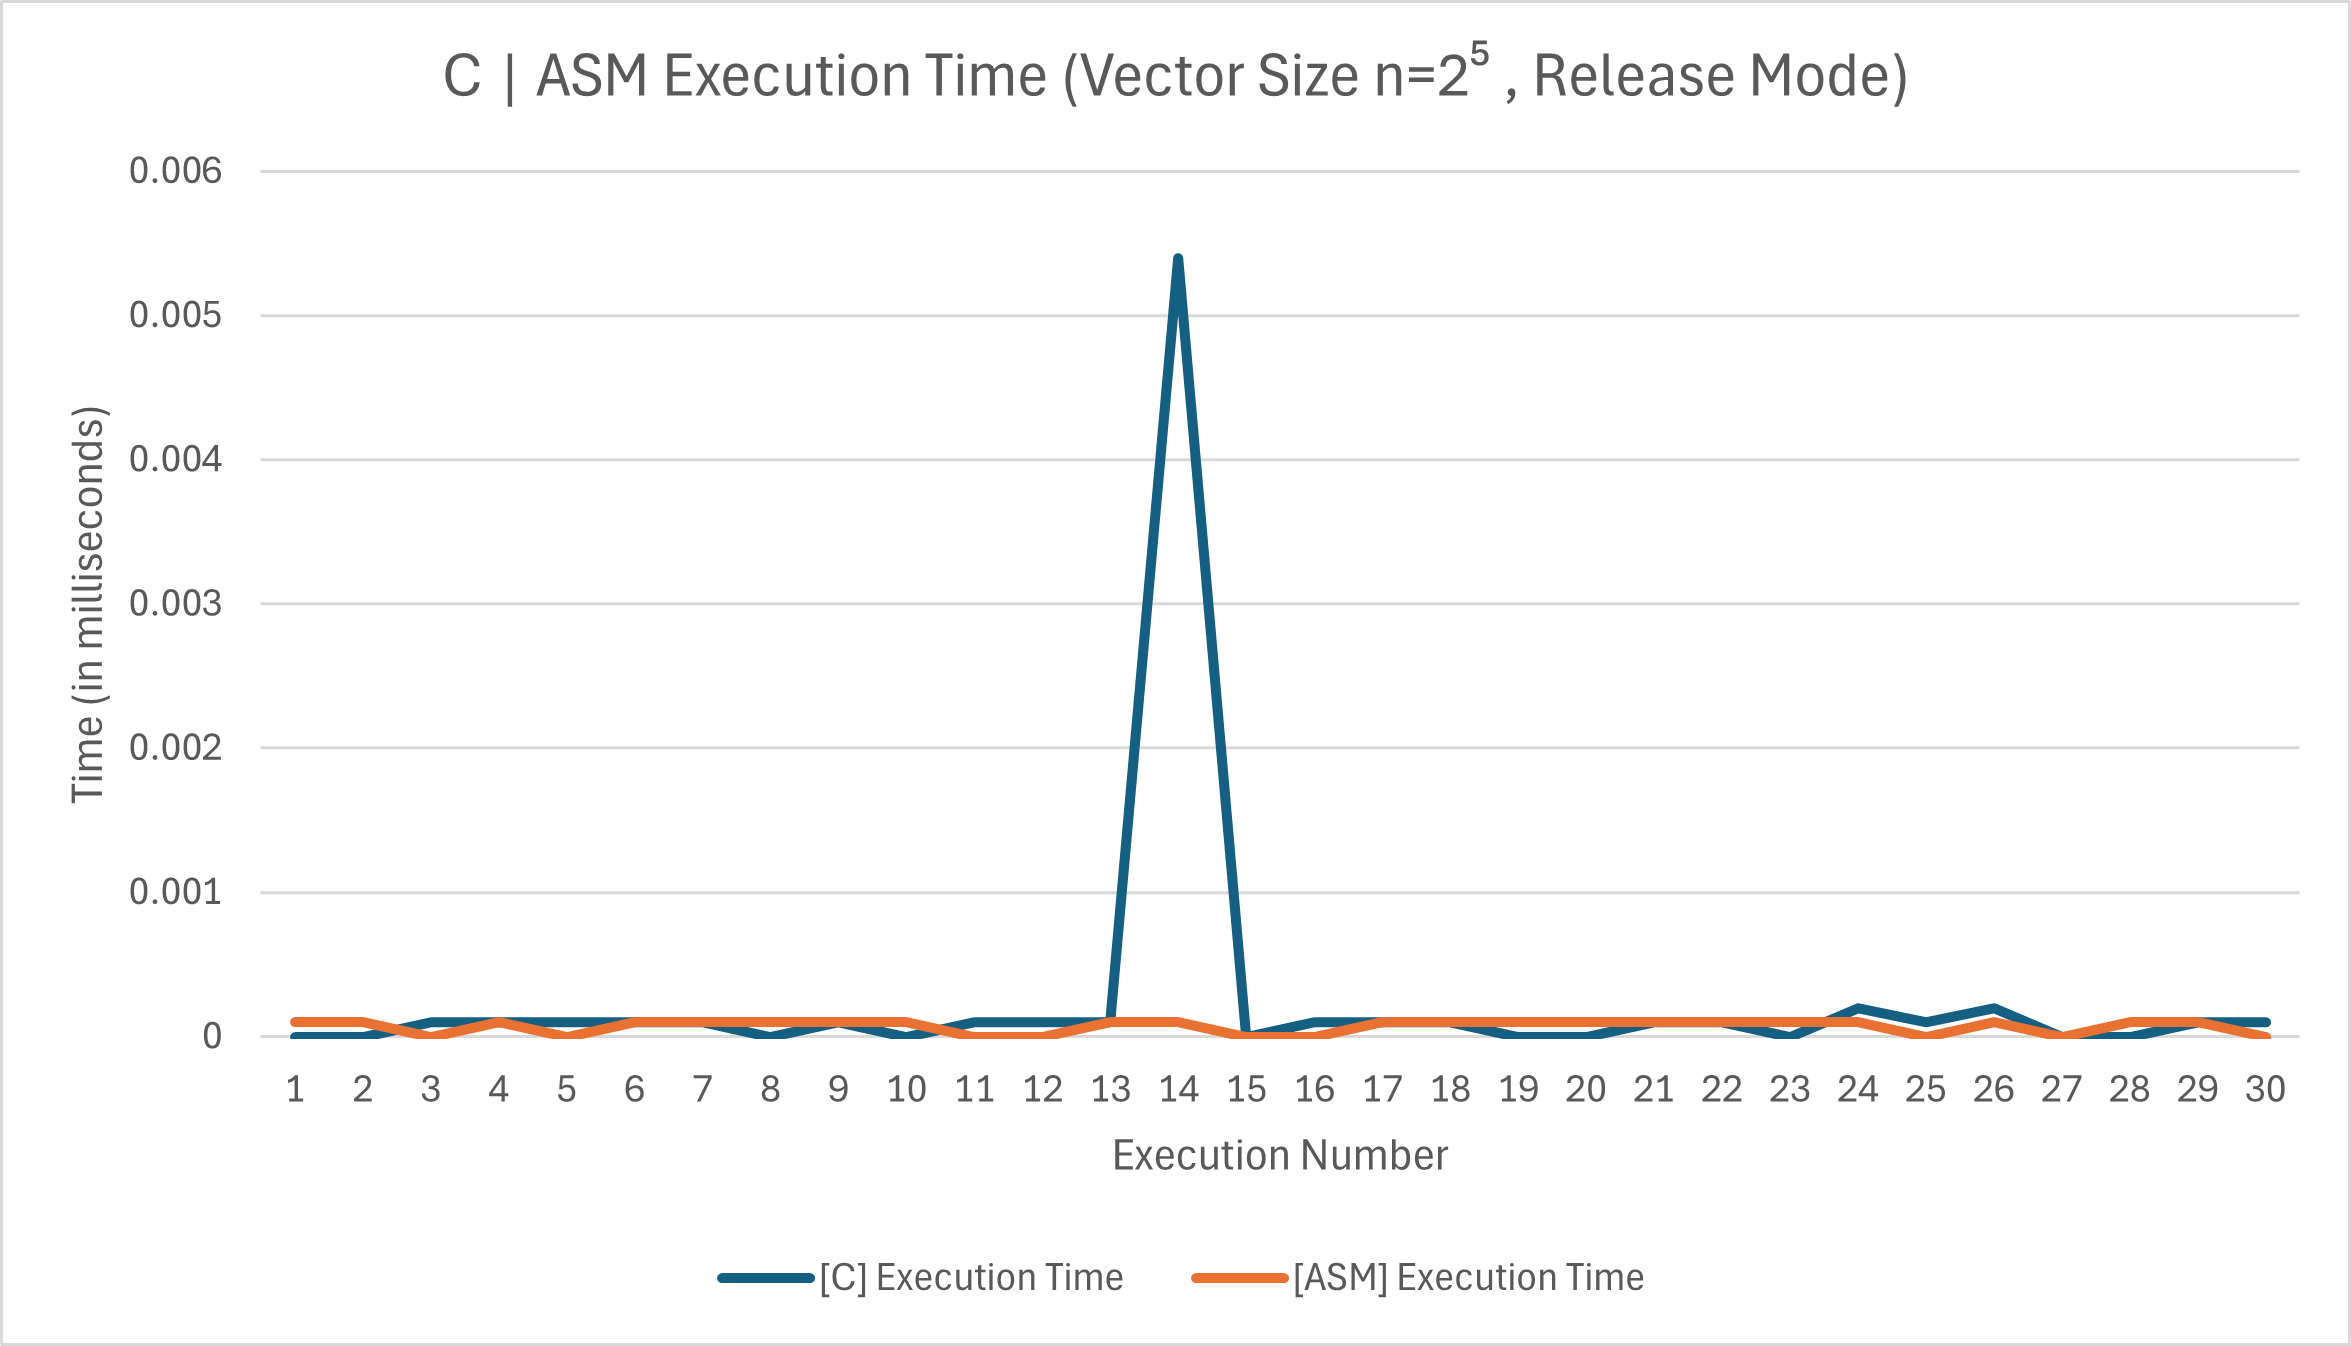 C | ASM Execution Time (Vector Size n=2⁵ , Release Mode)
0.006
0.005
0.004
0.003
0.002
0.001
0
Time (in milliseconds)
1 2 3 4 5 6 7 8 9 10 11 12 13 14 15 16 17 18 19 20 21 22 23 24 25 26 27 28 29 30
Execution Number
[C] Execution Time [ASM] Execution Time